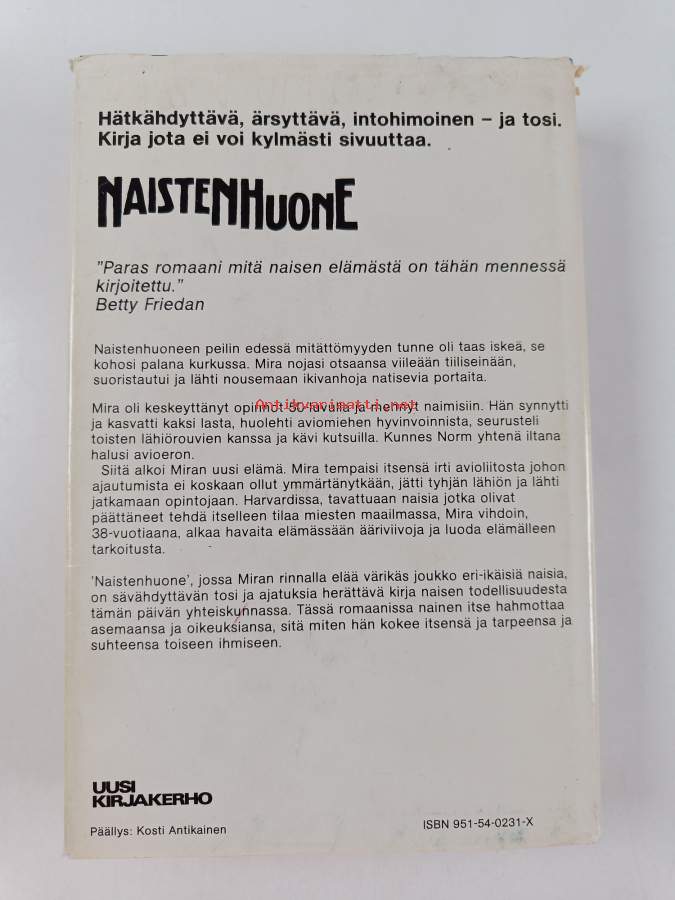 Hätkähdyttävä, ärsyttävä, intohimoinen – ja tosi.
Kirja jota ei voi kylmästi sivuuttaa.
NAISTENHUONE
”Paras romaani mitä naisen elämästä on tähän mennessä
kirjoitettu.”
Betty Friedan
Naistenhuoneen peilin edessä mitättömyyden tunne oli taas iskeä, se
kohosi palana kurkussa. Mira nojasi otsaansa viileään tiiliseinään,
suoristautui ja lähti nousemaan ikivanhoja natisevia portaita.
Mira oli keskeyttänyt opinnot 50-luvulla ja mennyt naimisiin. Hän synnytti
Antikvariaatti.net
ja kasvatti kaksi lasta, huolehti aviomiehen hyvinvoinnista, seurusteli
toisten lähiörouvien kanssa ja kävi kutsuilla. Kunnes Norm yhtenä iltana
halusi avioeron.
Siitä alkoi Miran uusi elämä. Mira tempaisi itsensä irti avioliitosta johon
ajautumista ei koskaan ollut ymmärtänytkään, jätti tyhjän lähiön ja lähti
jatkamaan opintojaan. Harvardissa, tavattuaan naisia jotka olivat
päättäneet tehdä itselleen tilaa miesten maailmassa, Mira vihdoin,
38-vuotiaana, alkaa havaita elämässään ääriviivoja ja luoda elämälleen
tarkoitusta.
’Naistenhuone’, jossa Miran rinnalla elää värikäs joukko eri-ikäisiä naisia,
on sävähdyttävän tosi ja ajatuksia herättävä kirja naisen todellisuudesta
tämän päivän yhteiskunnassa. Tässä romaanissa nainen itse hahmottaa
asemaansa ja oikeuksiansa, sitä miten hän kokee itsensä ja tarpeensa ja
suhteensa toiseen ihmiseen.
UUSI
KIRJAKERHO
Päällys: Kosti Antikainen
ISBN 951-54-0231-X